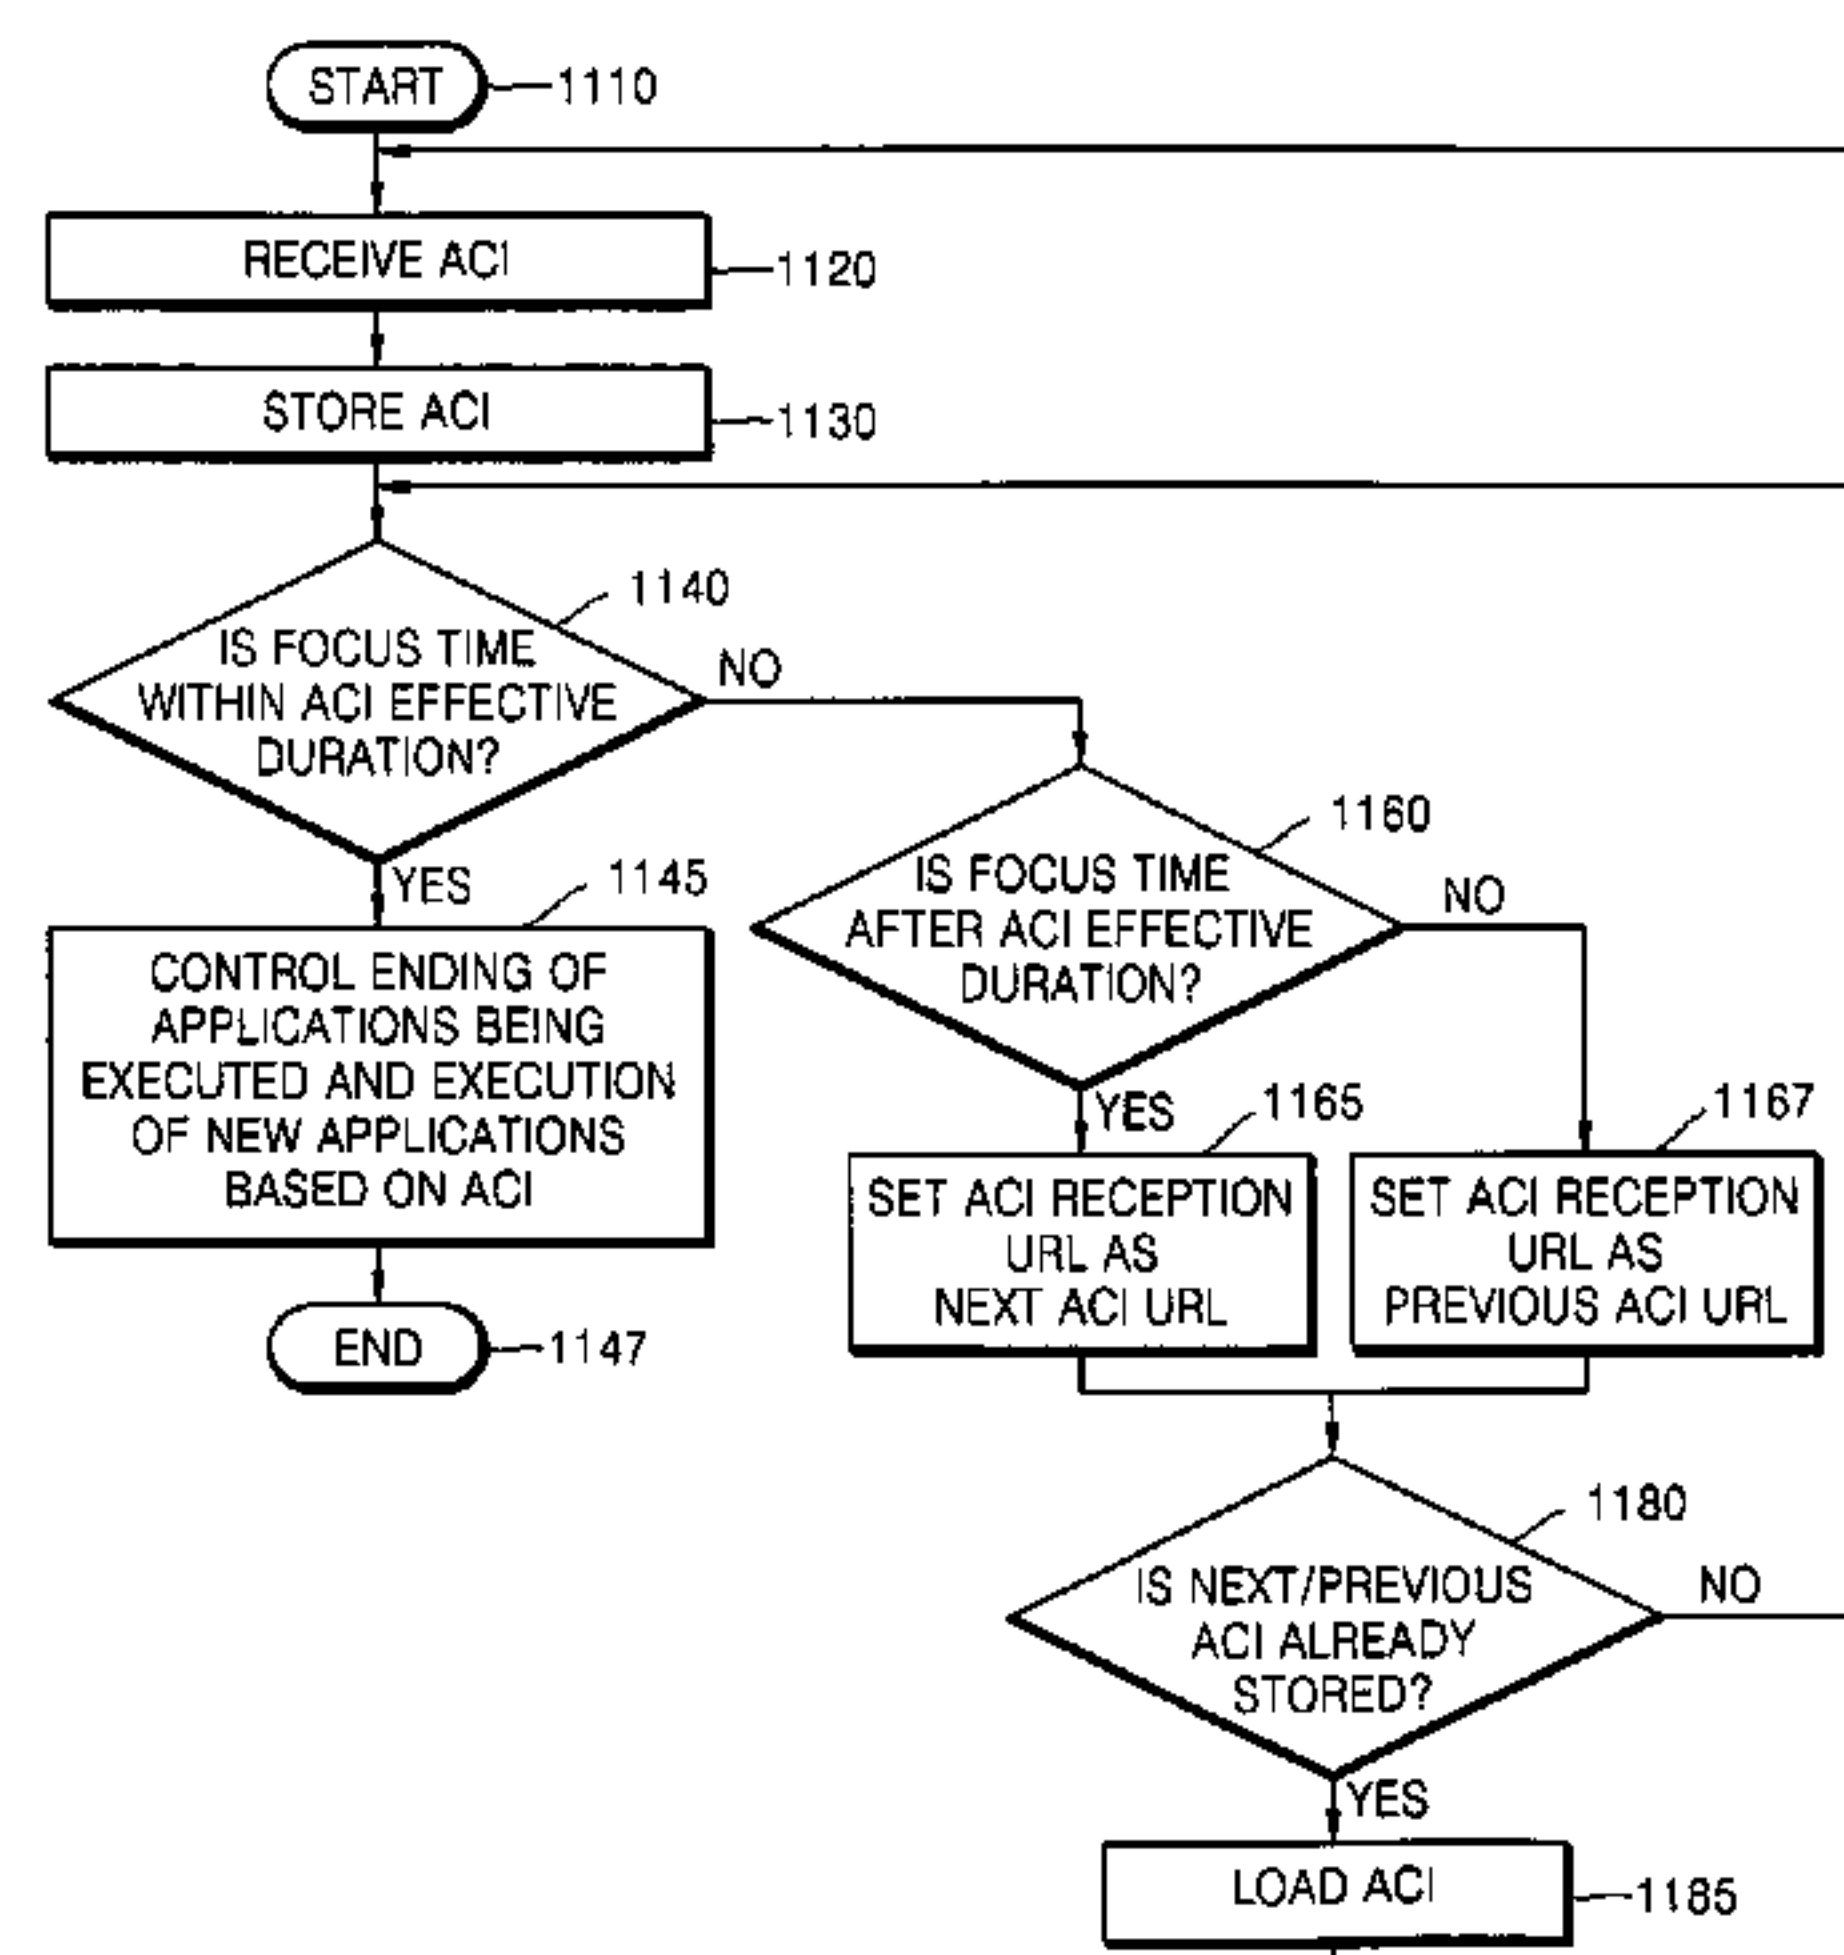 START
1110
RECEIVE ACI
1120
STORE ACI
1130
1140
IS FOCUS TIME
WITHIN ACI EFFECTIVE
DURATION?
NO
YES
1145
CONTROL ENDING OF
APPLICATIONS BEING
EXECUTED AND EXECUTION
OF NEW APPLICATIONS
BASED ON ACI
END
1147
1160
IS FOCUS TIME
AFTER ACI EFFECTIVE
DURATION?
NO
YES
1165
SET ACI RECEPTION
URL AS
NEXT ACI URL
1167
SET ACI RECEPTION
URL AS
PREVIOUS ACI URL
1180
IS NEXT/PREVIOUS
ACI ALREADY
STORED?
NO
YES
LOAD ACI
1185